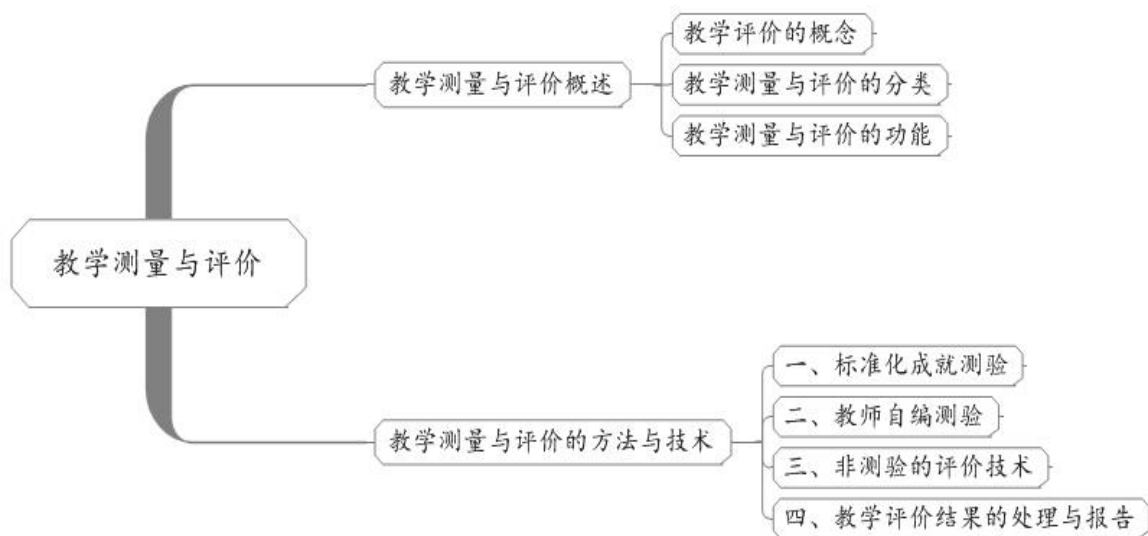 教学评价的概念
教学测量与评价概述
教学测量与评价的分类
教学测量与评价的功能
教学测量与评价
一、标准化成就测验
二、教师自编测验
教学测量与评价的方法与技术
三、非测验的评价技术
四、教学评价结果的处理与报告